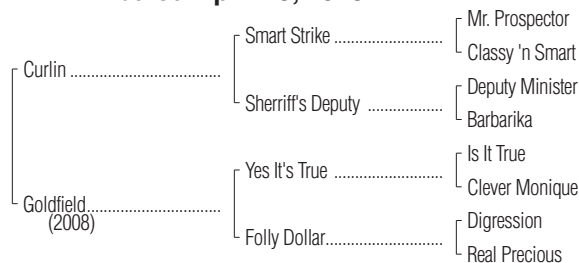 Mr. Prospector
Smart Strike ..........................
Classy 'n Smart
Curlin ..........................................
Deputy Minister
Sherriff's Deputy ......................
Barbarika
Is It True
Yes It's True ..........................
Clever Monique
Goldfield......................................
(2008)
Digression
Folly Dollar............................
Real Precious